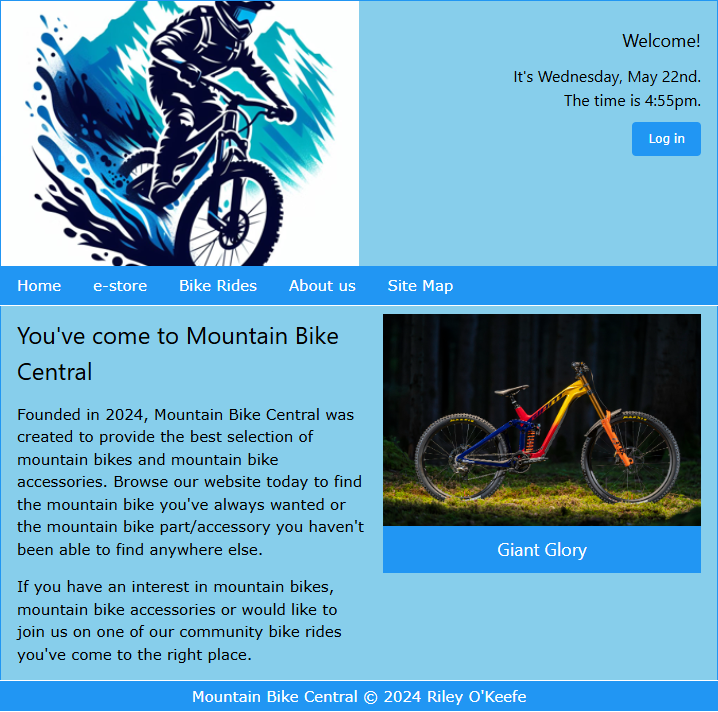 Welcome!
It's Wednesday, May 22nd.
The time is 4:55pm.
Log in
Home e-store Bike Rides About us Site Map
You've come to Mountain Bike
Central
Founded in 2024, Mountain Bike Central was
created to provide the best selection of
mountain bikes and mountain bike
accessories. Browse our website today to find
the mountain bike you've always wanted or
the mountain bike part/accessory you haven't
been able to find anywhere else.
If you have an interest in mountain bikes,
mountain bike accessories or would like to
join us on one of our community bike rides
you've come to the right place.
Giant Glory
Mountain Bike Central © 2024 Riley O'Keefe